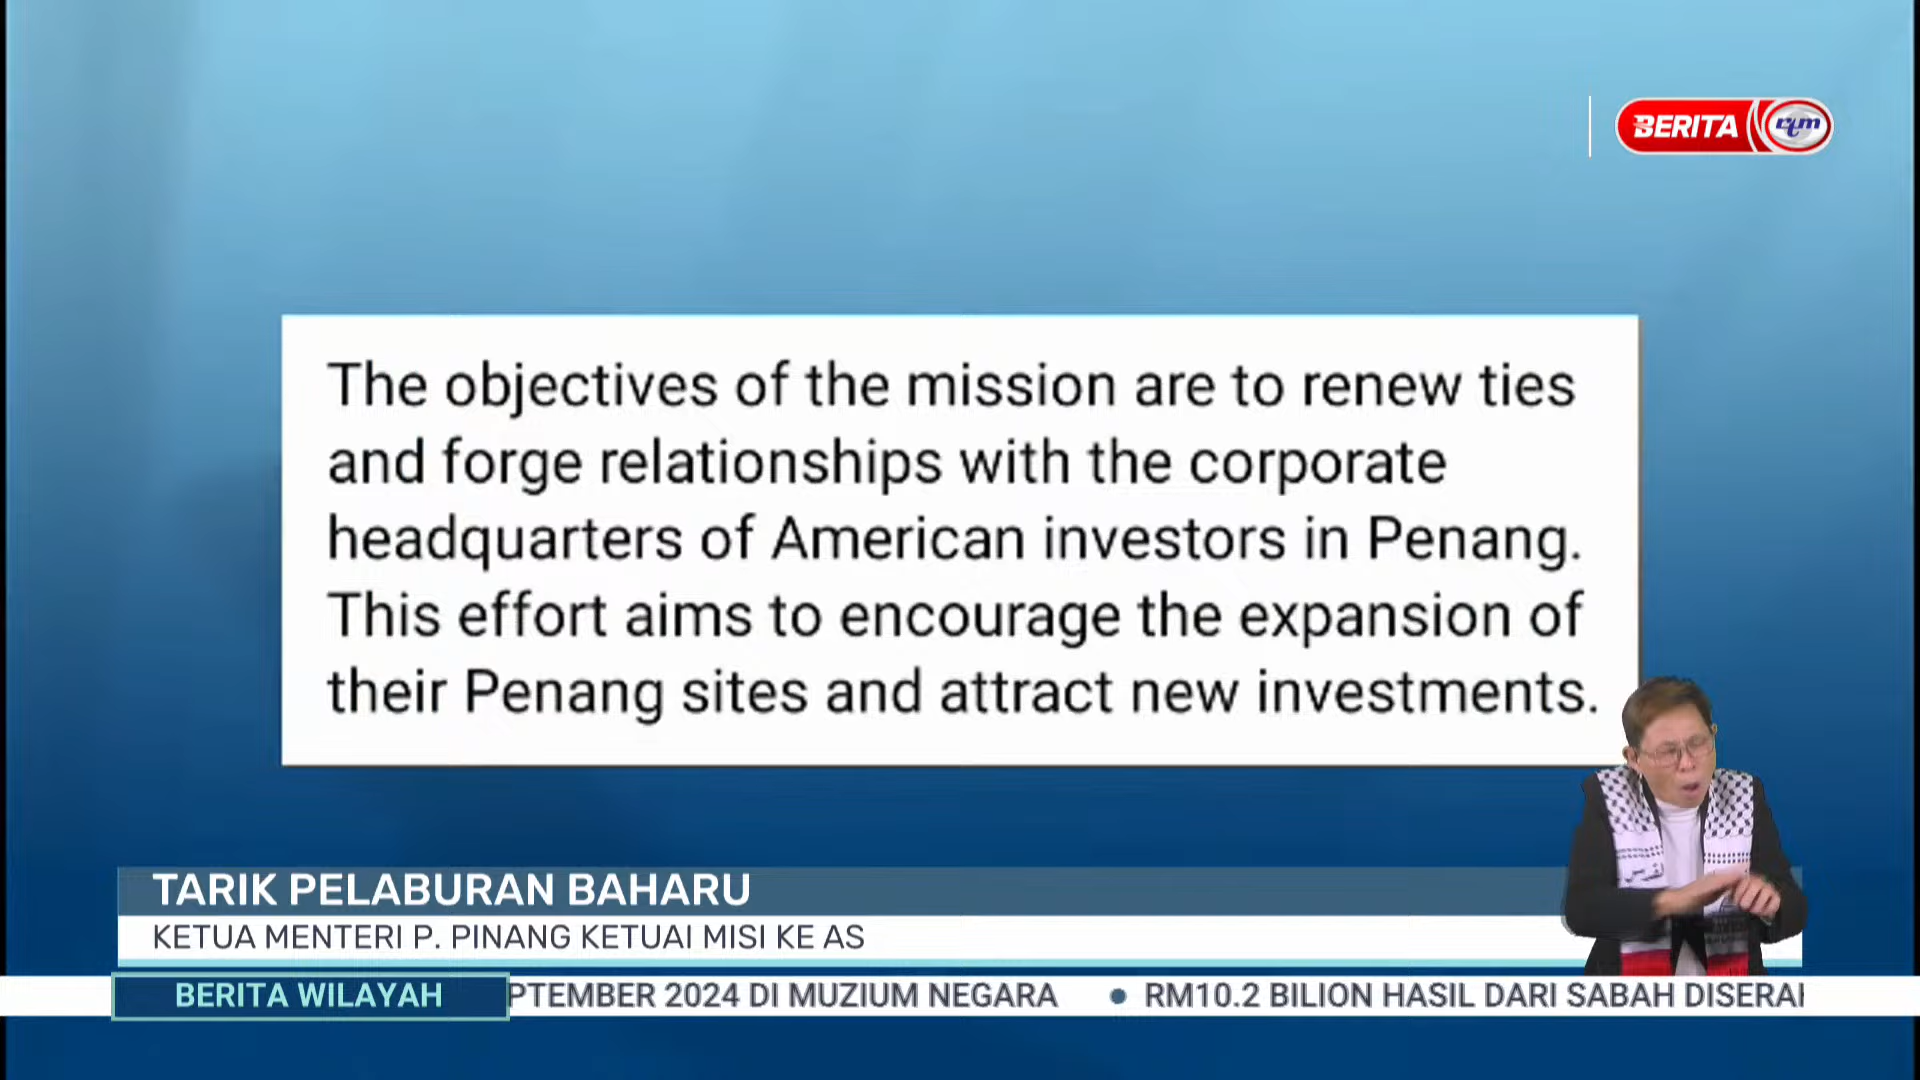 BERITA rtm
The objectives of the mission are to renew ties
and forge relationships with the corporate
headquarters of American investors in Penang.
This effort aims to encourage the expansion of
their Penang sites and attract new investments.
TARIK PELABURAN BAHARU
KETUA MENTERI P. PINANG KETUAI MISI KE AS
BERITA WILAYAH
PTEMBER 2024 DI MUZIUM NEGARA • RM10.2 BILION HASIL DARI SABAH DISERA